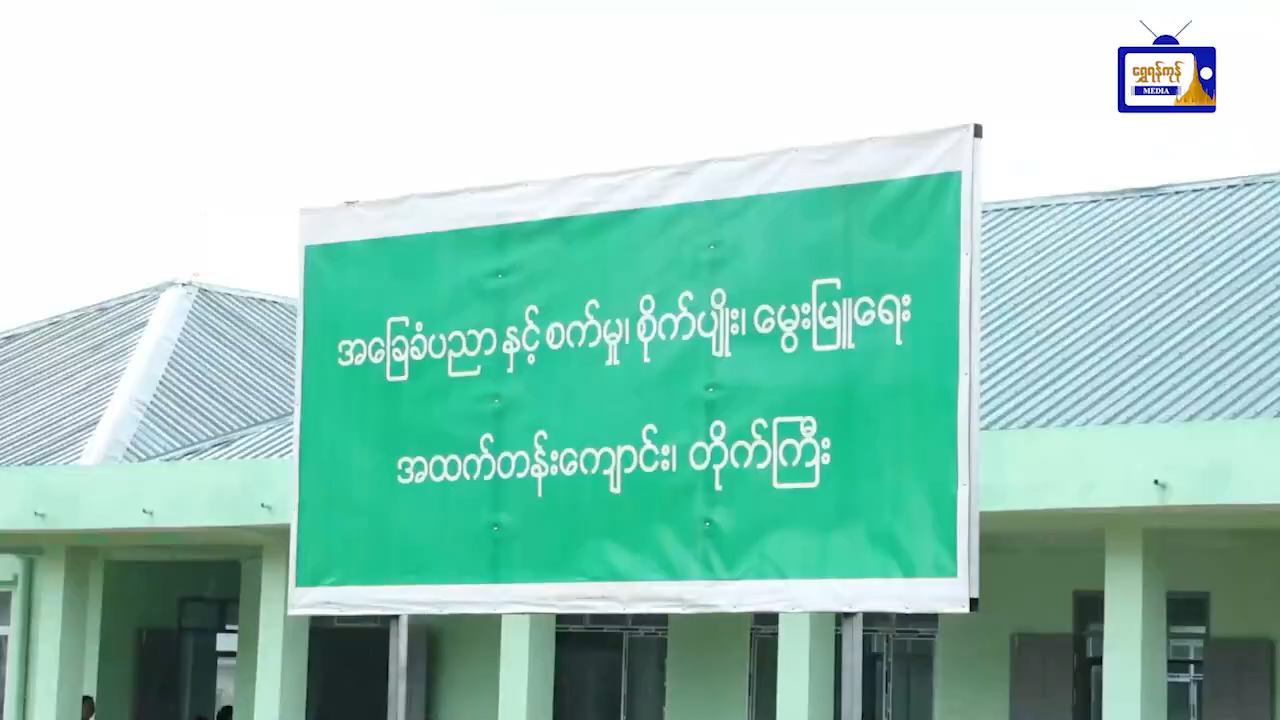 ရွှေရန်ကုန်
MEDIA
အခြေခံပညာ နှင့် စက်မှု၊ စိုက်ပျိုး၊ မွေးမြူရေး
အထက်တန်းကျောင်း၊ တိုက်ကြီး